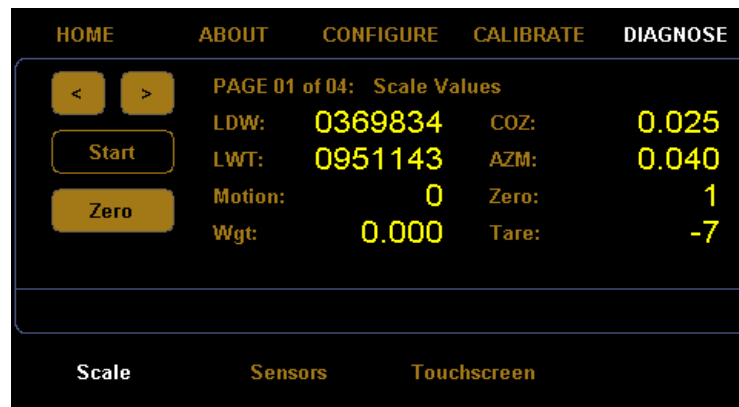 HOME ABOUT CONFIGURE CALIBRATE DIAGNOSE
< > PAGE 01 of 04: Scale Values
LDW: 0369834 COZ: 0.025
Start LWT: 0951143 AZM: 0.040
Zero Motion: 0 Zero: 1
Wgt: 0.000 Tare: -7
Scale Sensors Touchscreen